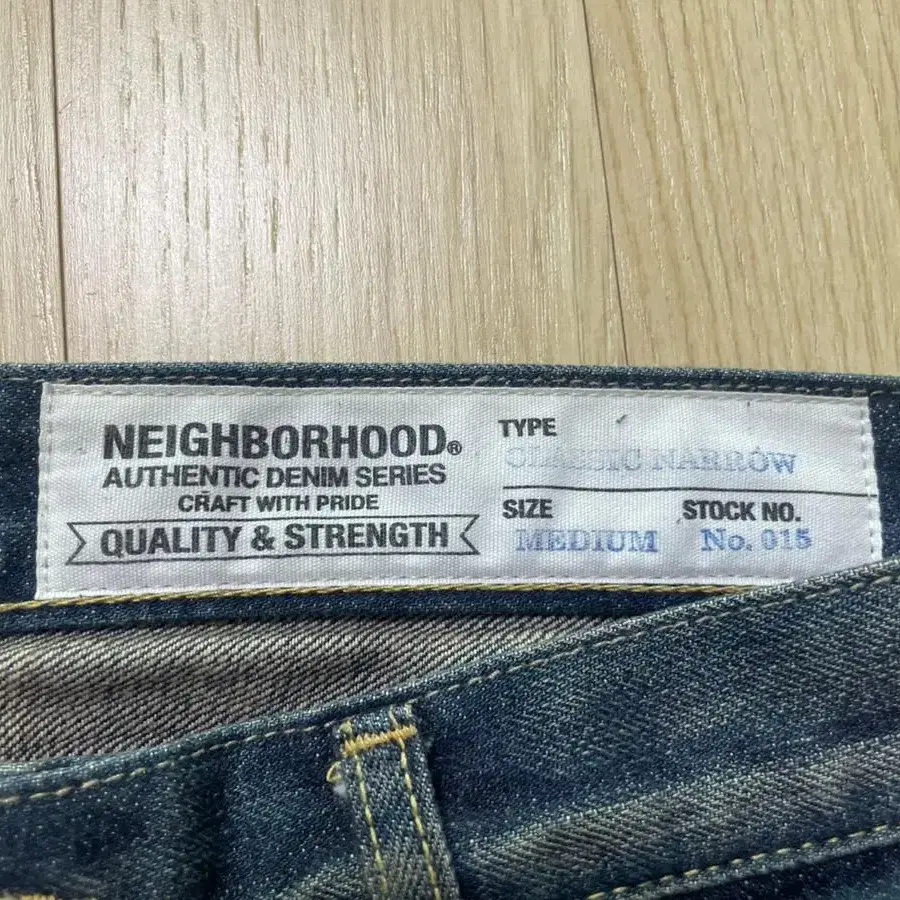 NEIGHBORHOOD®
AUTHENTIC DENIM SERIES
CRAFT WITH PRIDE
QUALITY & STRENGTH
TYPE
CLASSIC NARROW
SIZE
MEDIUM
STOCK NO.
No. 015